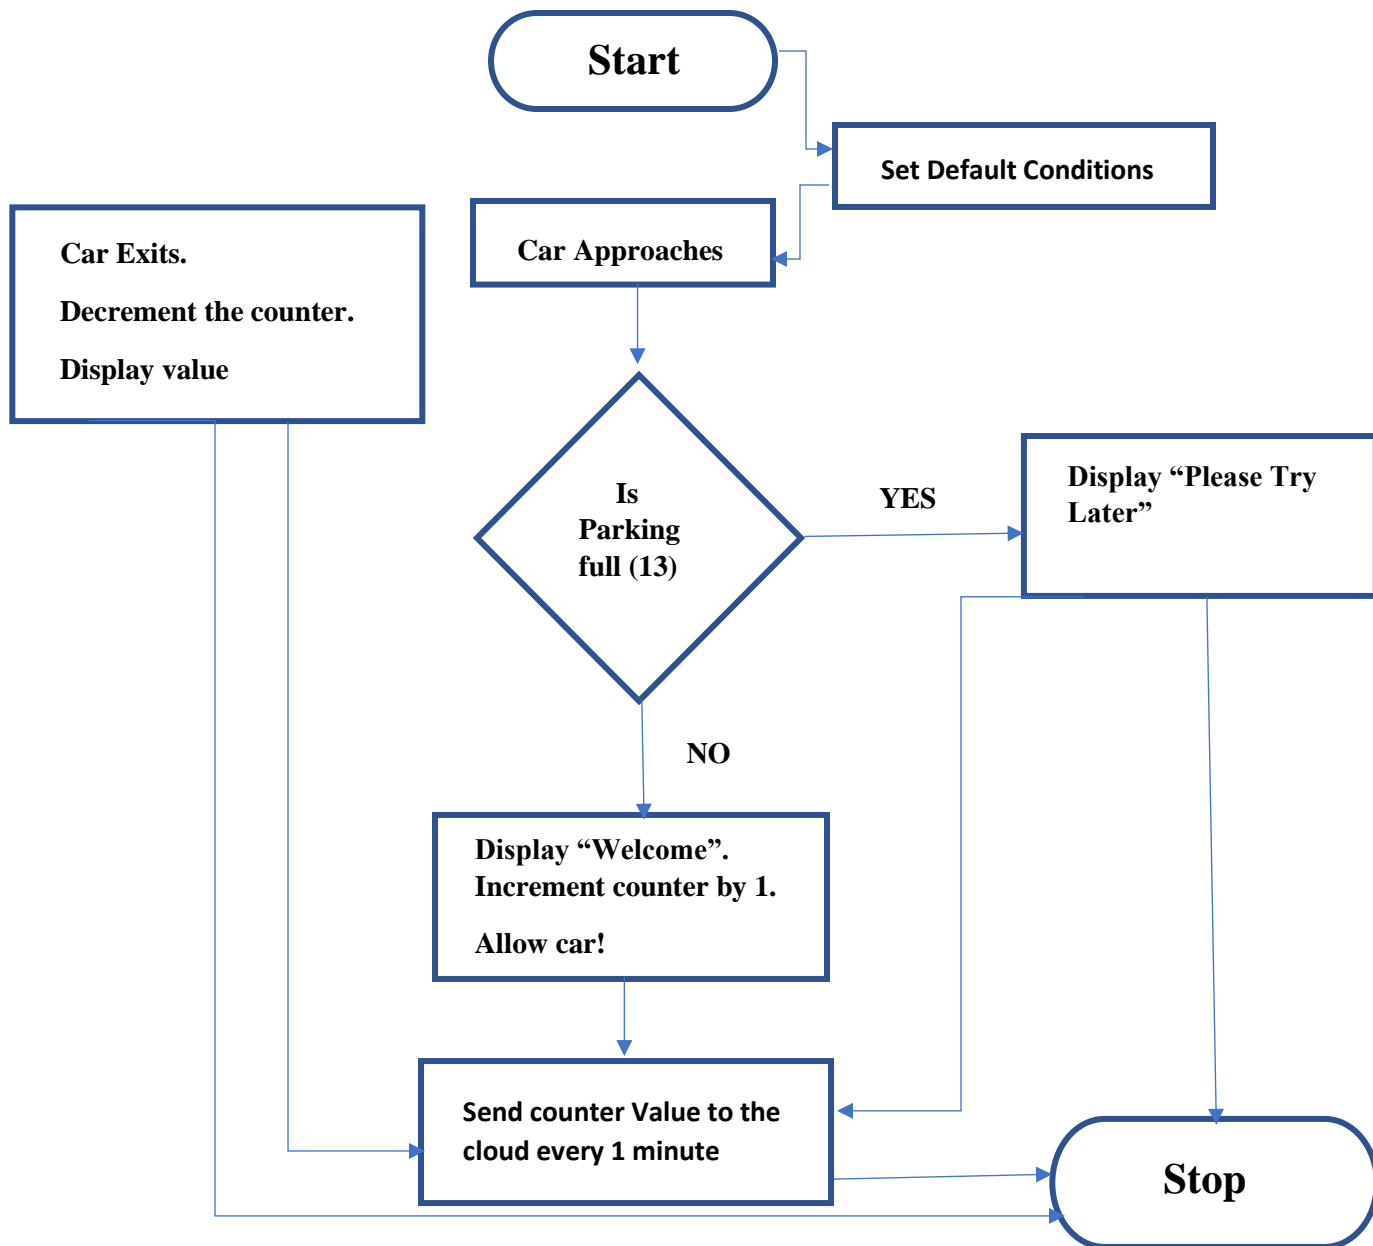 Start
Set Default Conditions
Car Approaches
Car Exits.
Decrement the counter.
Display value
Is
Parking
full (13)
YES
Display “Please Try
Later”
NO
Display “Welcome”.
Increment counter by 1.
Allow car!
Send counter Value to the
cloud every 1 minute
Stop